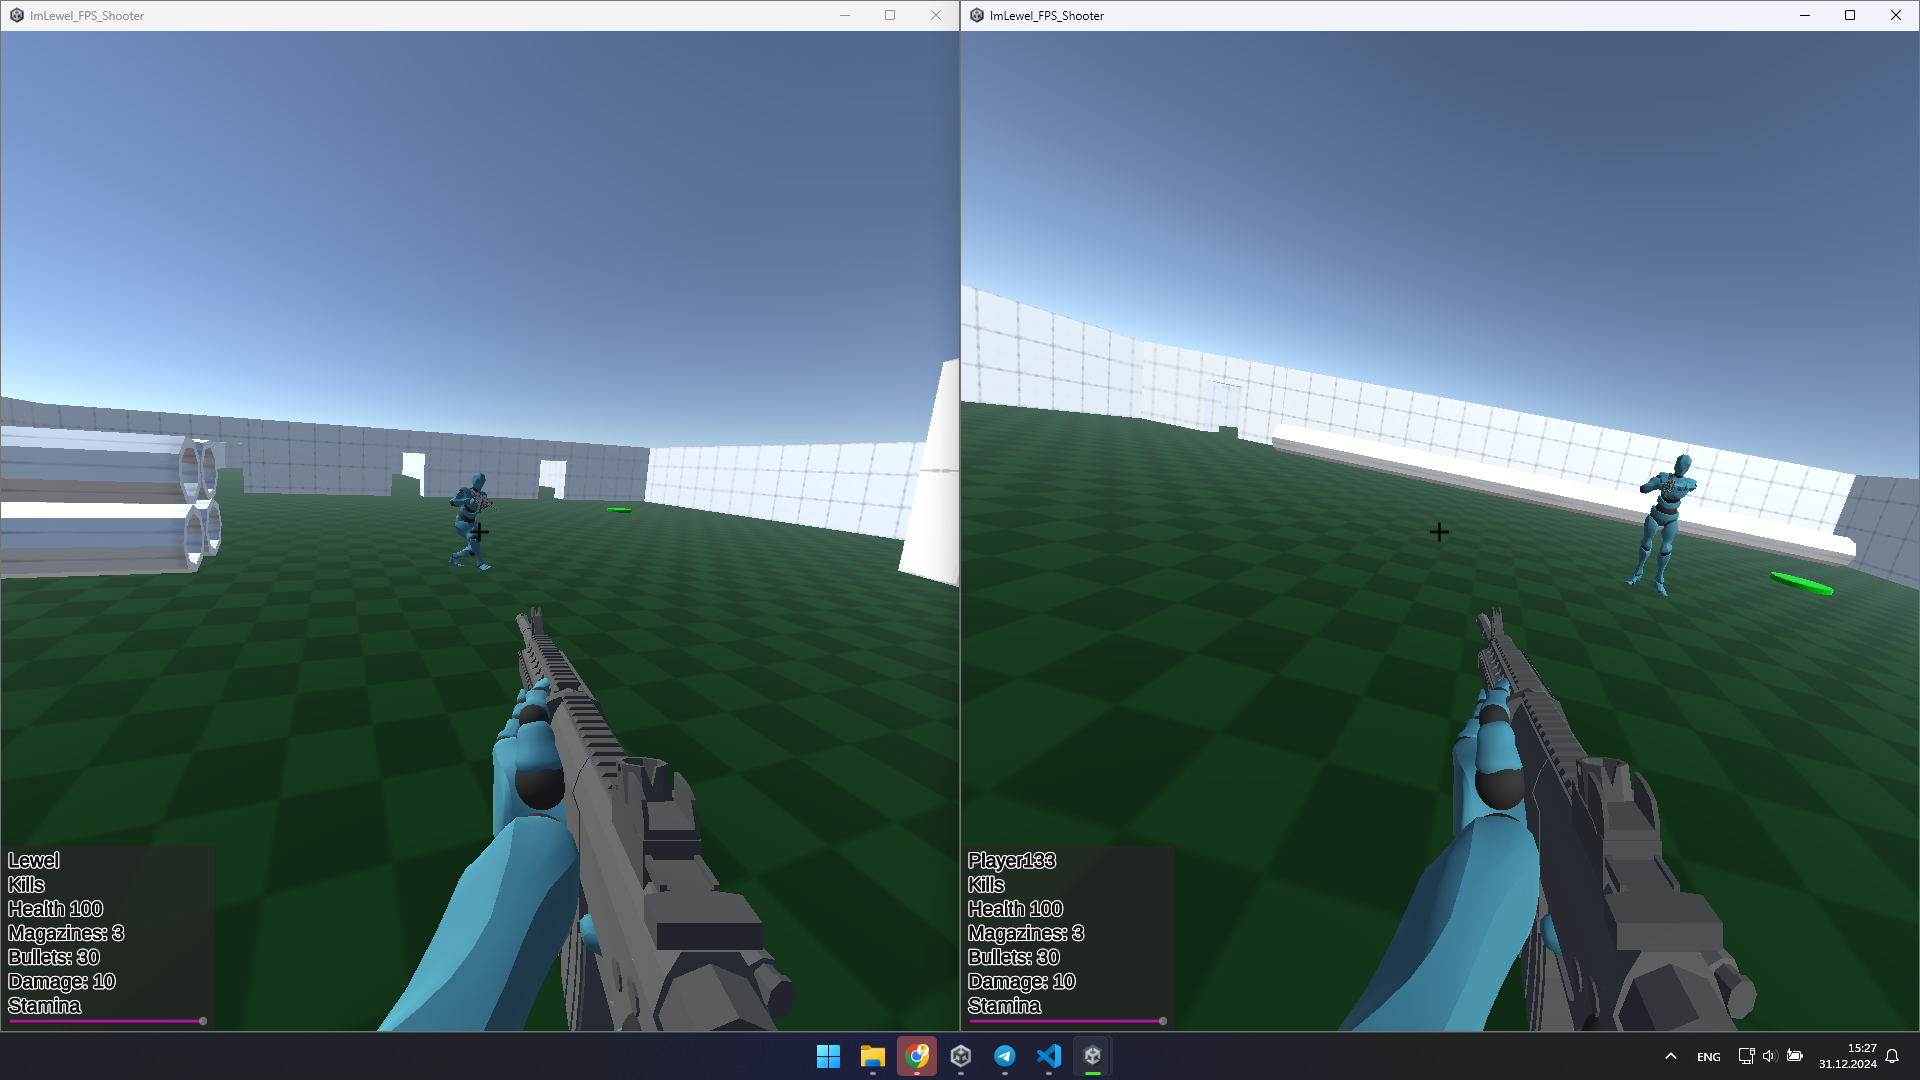 ImLewel_FPS_Shooter
ImLewel_FPS_Shooter
Lewel
Kills
Health 100
Magazines: 3
Bullets: 30
Damage: 10
Stamina
Player133
Kills
Health 100
Magazines: 3
Bullets: 30
Damage: 10
Stamina
ENG
15:27
31.12.2024